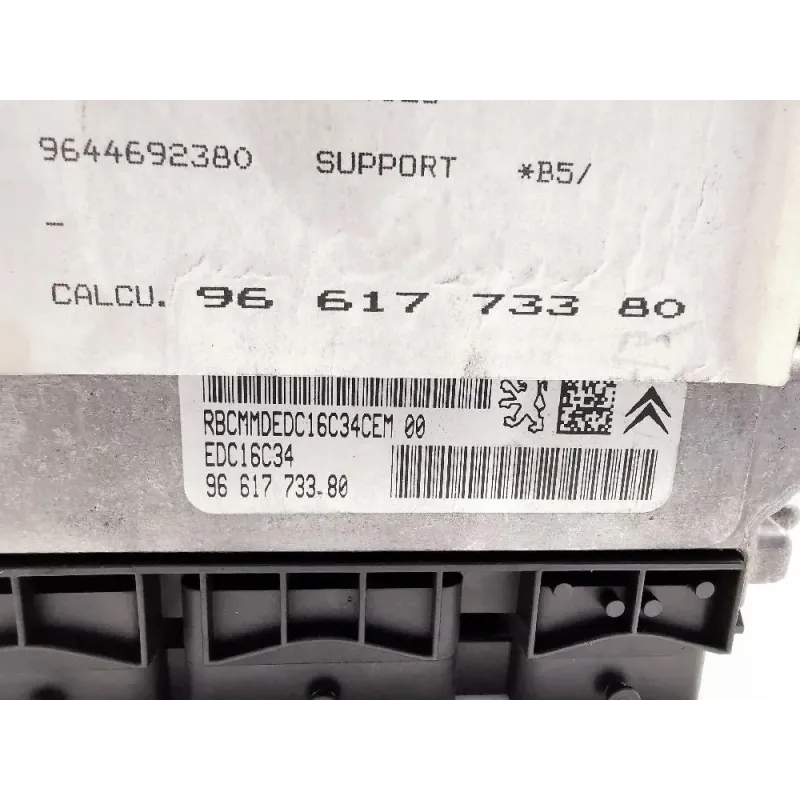 9644692380 SUPPORT *B5/
-
CALCU. 96 617 733 80
RBCMMDEDC16C34CEM 00
EDC16C34
96 617 733-80